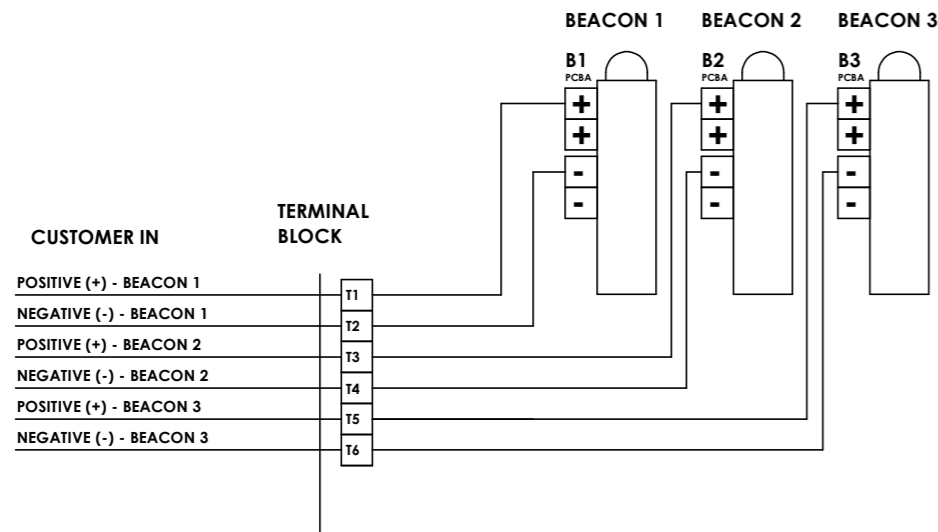 BEACON 1 BEACON 2 BEACON 3
B1 B2 B3
PCBA PCBA PCBA
+ + +
+ + +
- - -
- - -
TERMINAL
BLOCK
CUSTOMER IN
POSITIVE (+) - BEACON 1
T1
NEGATIVE (-) - BEACON 1
T2
POSITIVE (+) - BEACON 2
T3
NEGATIVE (-) - BEACON 2
T4
POSITIVE (+) - BEACON 3
T5
NEGATIVE (-) - BEACON 3
T6